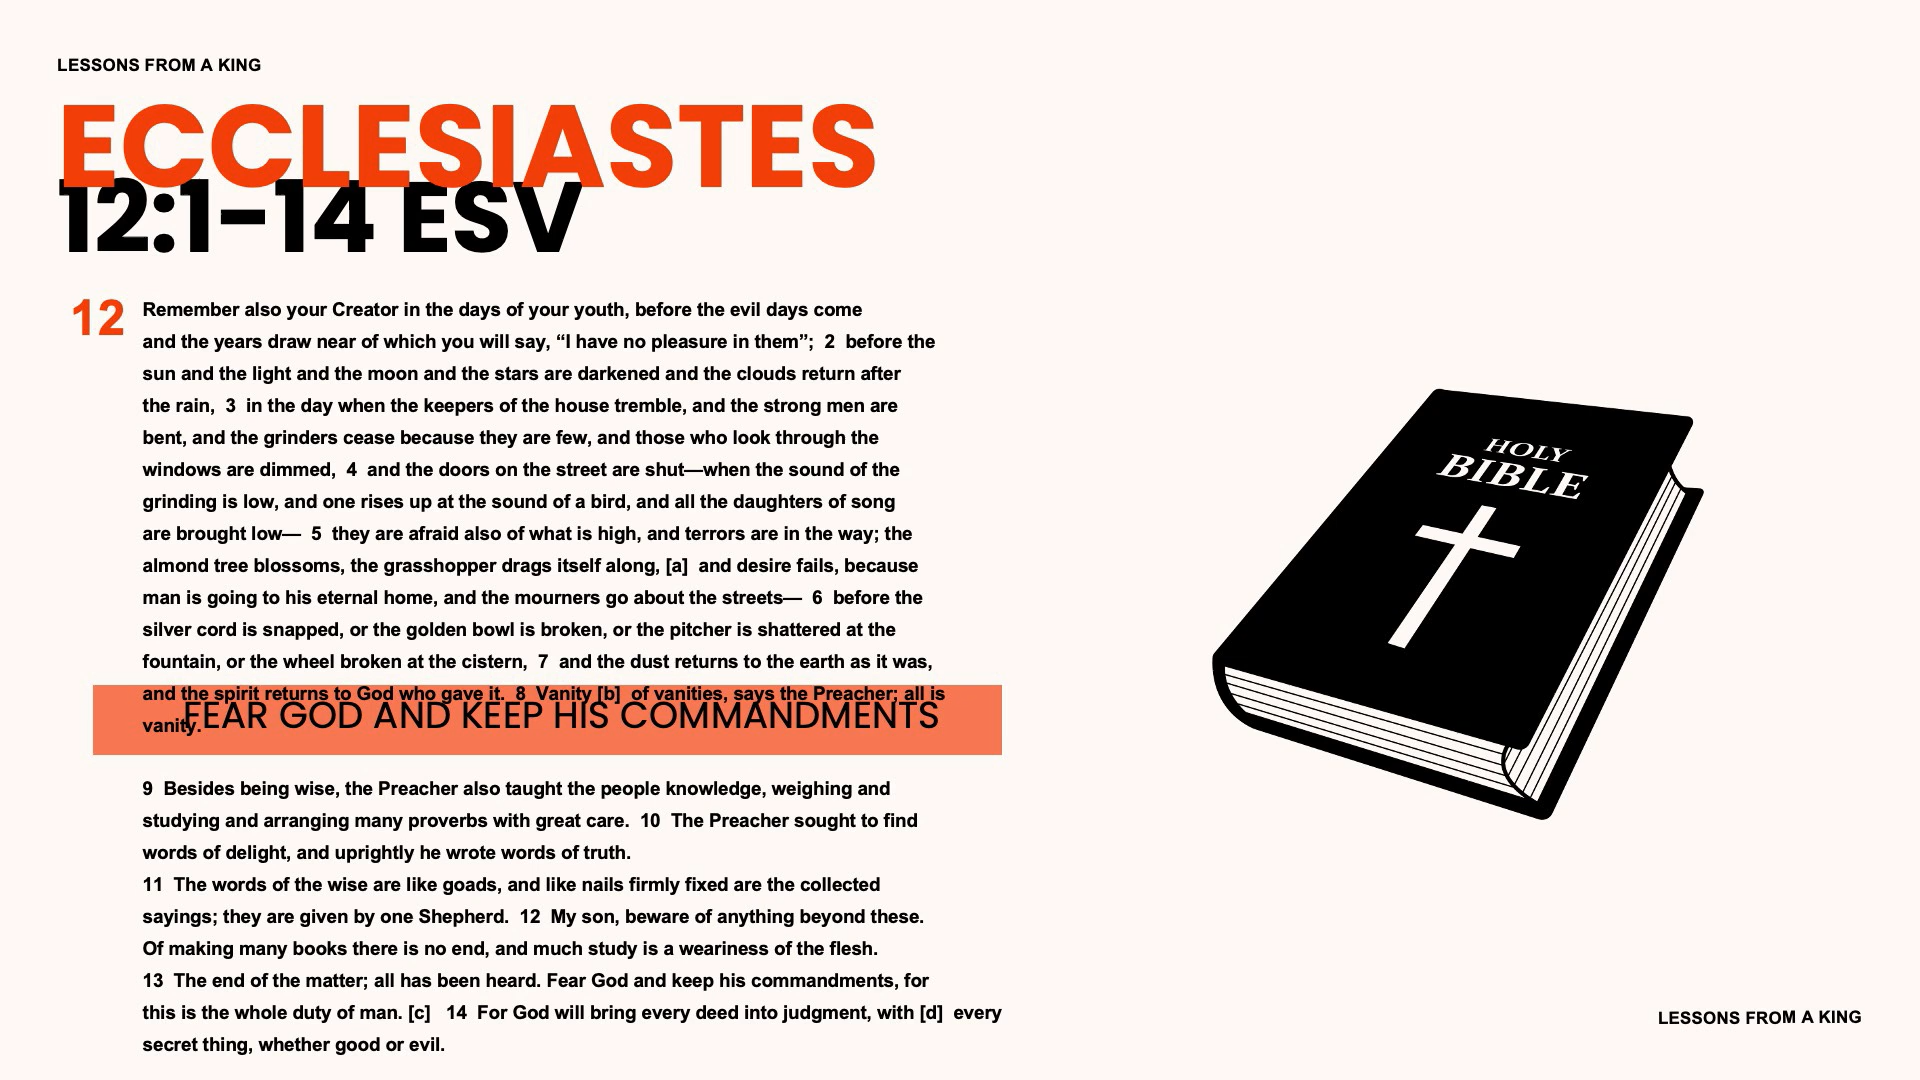 LESSONS FROM A KING
ECCLESIASTES
12:1–14 ESV
12 Remember also your Creator in the days of your youth, before the evil days come
and the years draw near of which you will say, “I have no pleasure in them”; 2 before the
sun and the light and the moon and the stars are darkened and the clouds return after
the rain, 3 in the day when the keepers of the house tremble, and the strong men are
bent, and the grinders cease because they are few, and those who look through the
windows are dimmed, 4 and the doors on the street are shut—when the sound of the
grinding is low, and one rises up at the sound of a bird, and all the daughters of song
are brought low— 5 they are afraid also of what is high, and terrors are in the way; the
almond tree blossoms, the grasshopper drags itself along, [a] and desire fails, because
man is going to his eternal home, and the mourners go about the streets— 6 before the
silver cord is snapped, or the golden bowl is broken, or the pitcher is shattered at the
fountain, or the wheel broken at the cistern, 7 and the dust returns to the earth as it was,
and the spirit returns to God who gave it. 8 Vanity [b] of vanities, says the Preacher; all is
vanity.
FEAR GOD AND KEEP HIS COMMANDMENTS
9 Besides being wise, the Preacher also taught the people knowledge, weighing and
studying and arranging many proverbs with great care. 10 The Preacher sought to find
words of delight, and uprightly he wrote words of truth.
11 The words of the wise are like goads, and like nails firmly fixed are the collected
sayings; they are given by one Shepherd. 12 My son, beware of anything beyond these.
Of making many books there is no end, and much study is a weariness of the flesh.
13 The end of the matter; all has been heard. Fear God and keep his commandments, for
this is the whole duty of man. [c] 14 For God will bring every deed into judgment, with [d] every
secret thing, whether good or evil.
HOLY
BIBLE
LESSONS FROM A KING